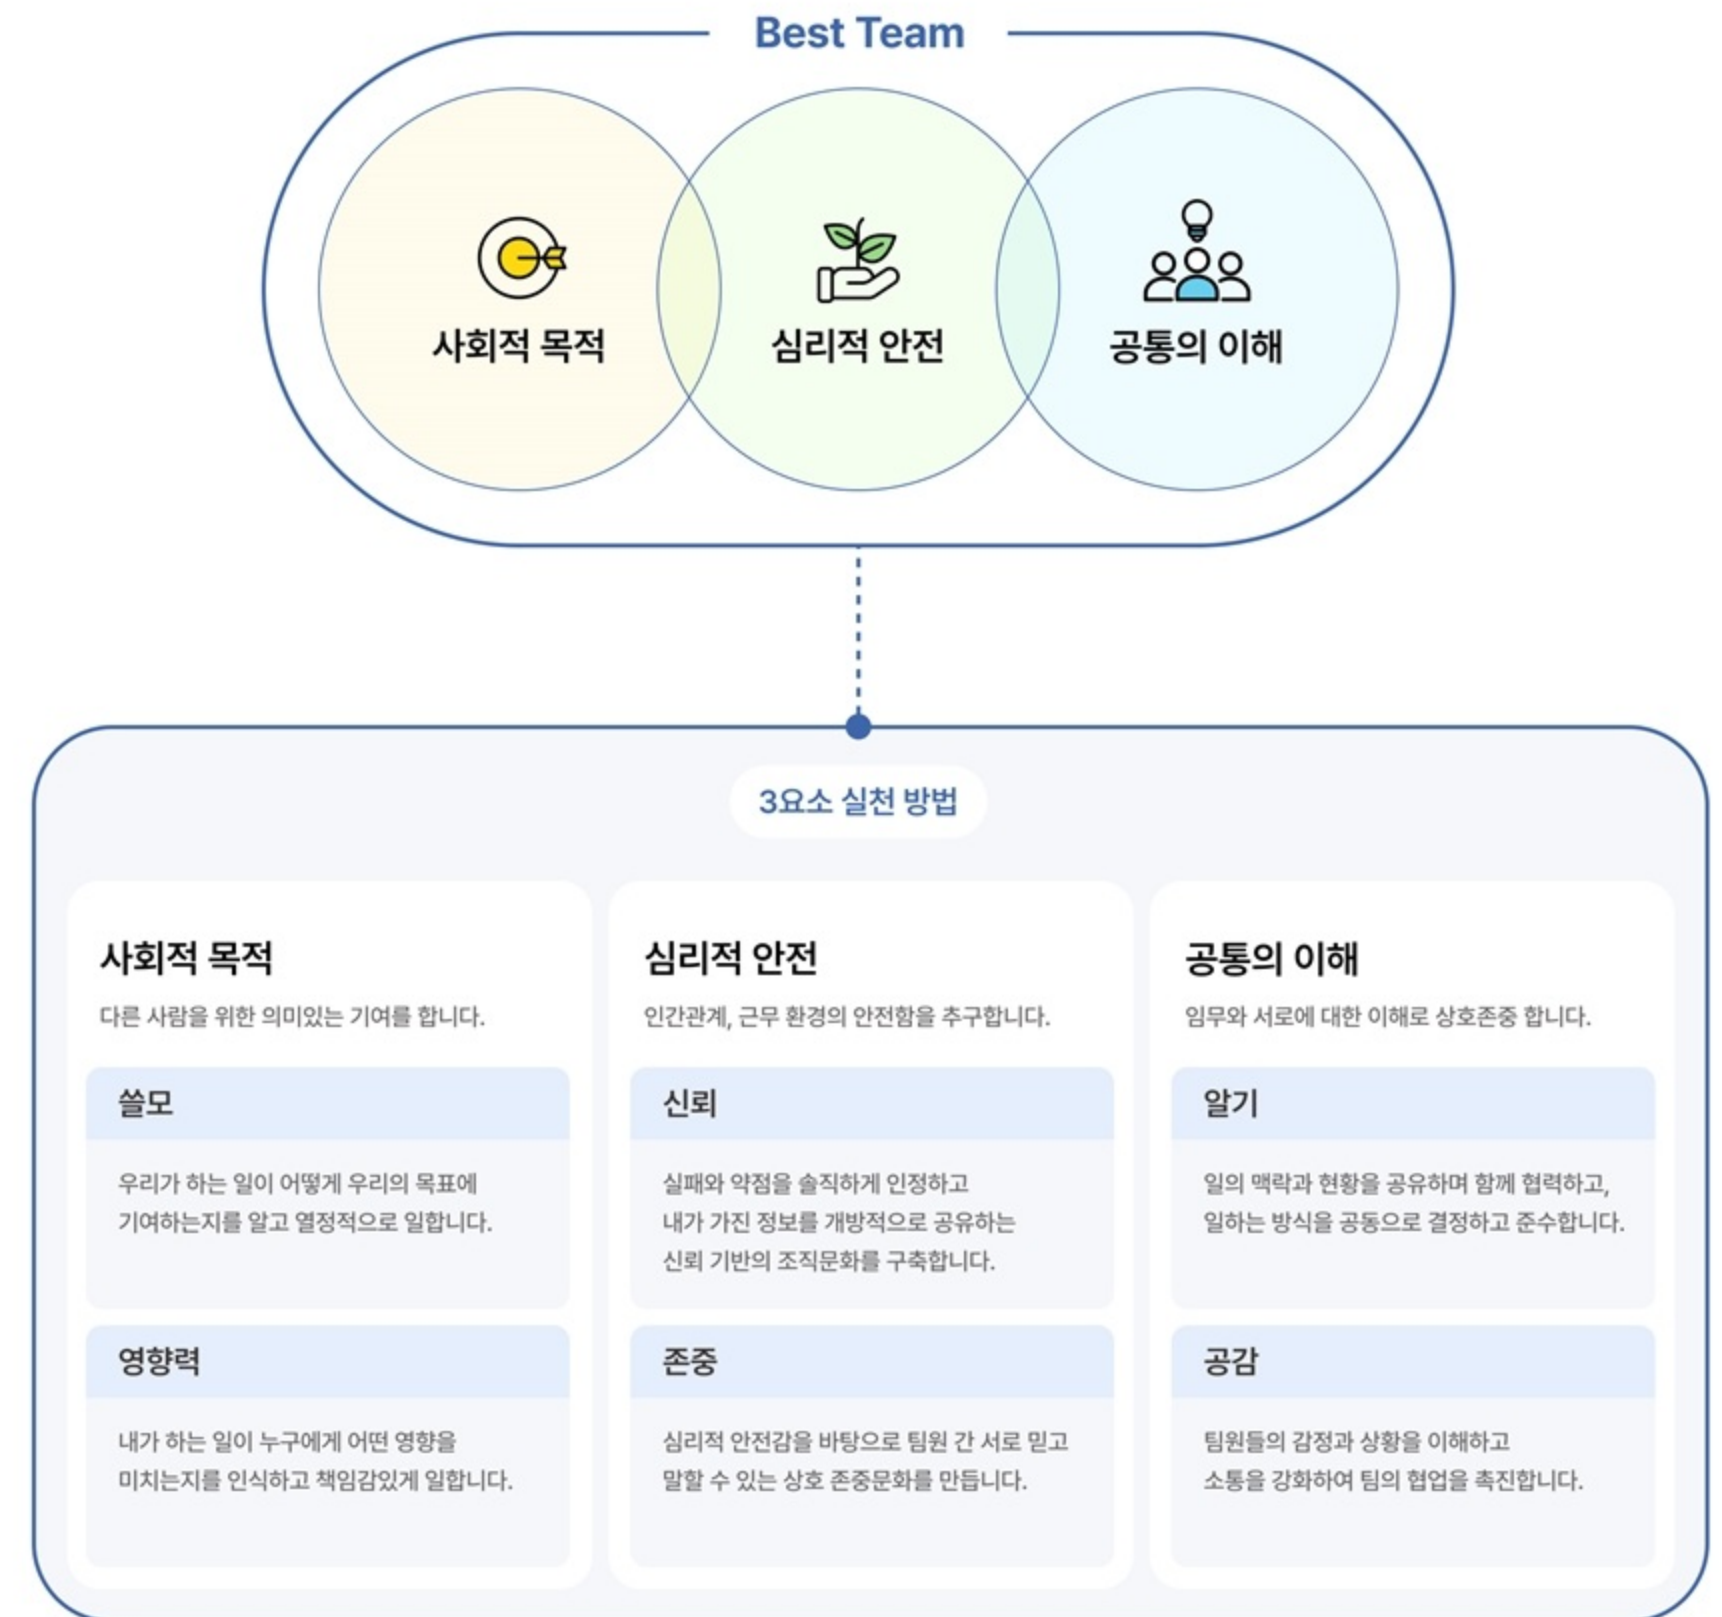 Best Team
사회적 목적
심리적 안전
공통의 이해
3요소 실천 방법
사회적 목적
다른 사람을 위한 의미있는 기여를 합니다.
쓸모
우리가 하는 일이 어떻게 우리의 목표에
기여하는지를 알고 열정적으로 일합니다.
영향력
내가 하는 일이 누구에게 어떤 영향을
미치는지를 인식하고 책임감있게 일합니다.
심리적 안전
인간관계, 근무 환경의 안전함을 추구합니다.
신뢰
실패와 약점을 솔직하게 인정하고
내가 가진 정보를 개방적으로 공유하는
신뢰 기반의 조직문화를 구축합니다.
존중
심리적 안전감을 바탕으로 팀원 간 서로 믿고
말할 수 있는 상호 존중문화를 만듭니다.
공통의 이해
임무와 서로에 대한 이해로 상호존중 합니다.
알기
일의 맥락과 현황을 공유하며 함께 협력하고,
일하는 방식을 공동으로 결정하고 준수합니다.
공감
팀원들의 감정과 상황을 이해하고
소통을 강화하여 팀의 협업을 촉진합니다.